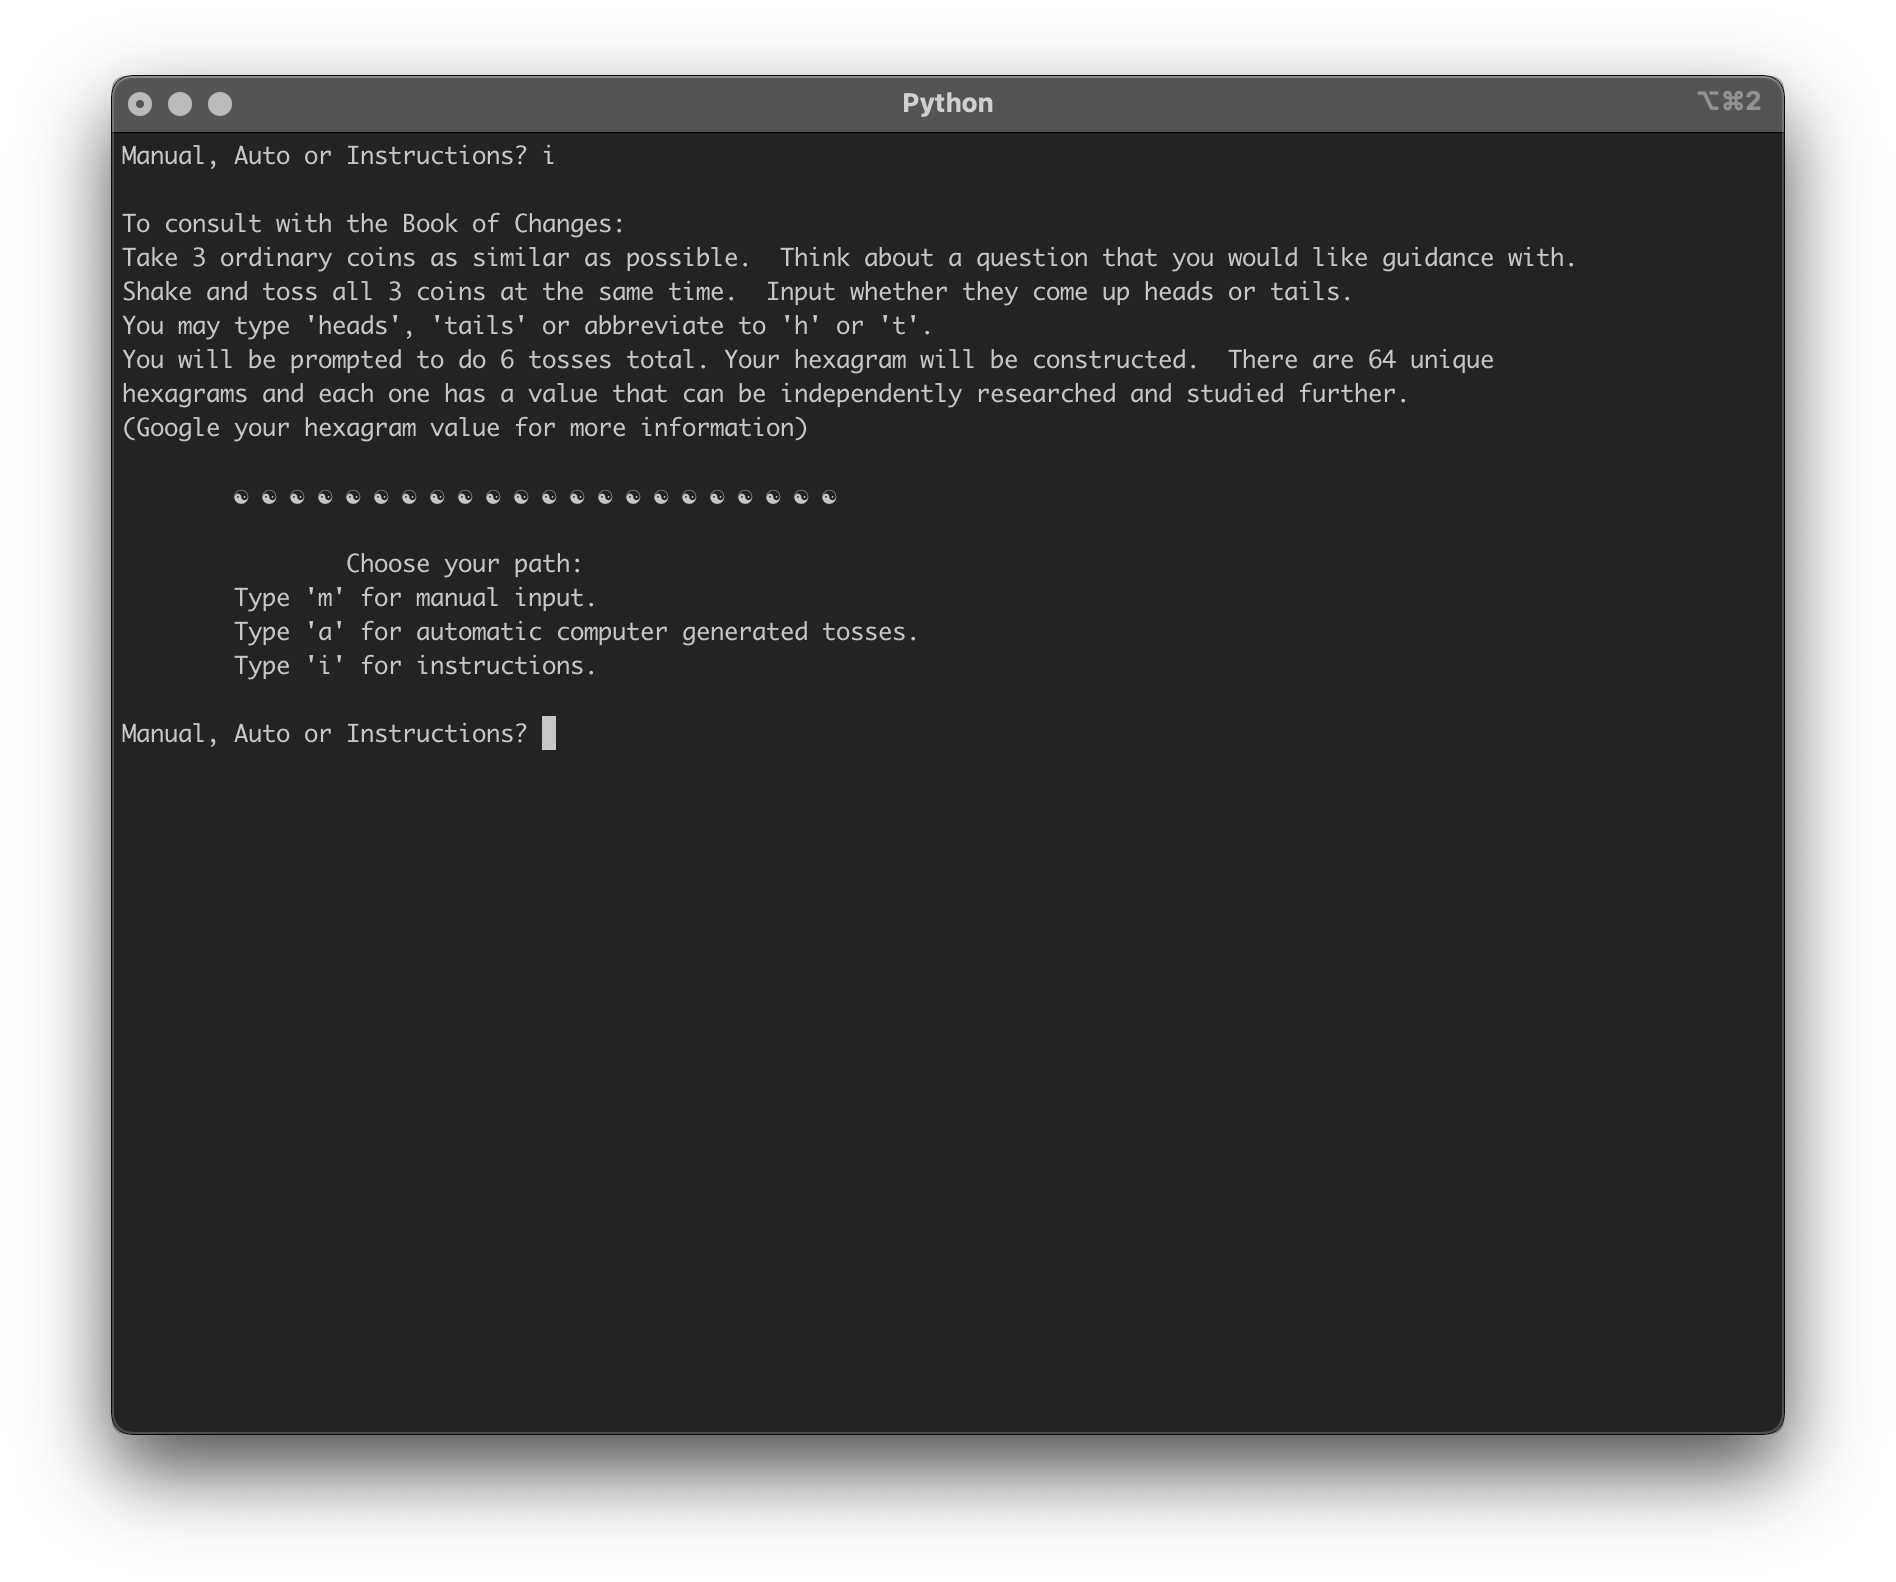 Python
⌥⌘2
Manual, Auto or Instructions? i
To consult with the Book of Changes:
Take 3 ordinary coins as similar as possible.  Think about a question that you would like guidance with.
Shake and toss all 3 coins at the same time.  Input whether they come up heads or tails.
You may type 'heads', 'tails' or abbreviate to 'h' or 't'.
You will be prompted to do 6 tosses total. Your hexagram will be constructed.  There are 64 unique
hexagrams and each one has a value that can be independently researched and studied further.
(Google your hexagram value for more information)
☯ ☯ ☯ ☯ ☯ ☯ ☯ ☯ ☯ ☯ ☯ ☯ ☯ ☯ ☯ ☯ ☯ ☯ ☯ ☯ ☯ ☯
Choose your path:
Type 'm' for manual input.
Type 'a' for automatic computer generated tosses.
Type 'i' for instructions.
Manual, Auto or Instructions?